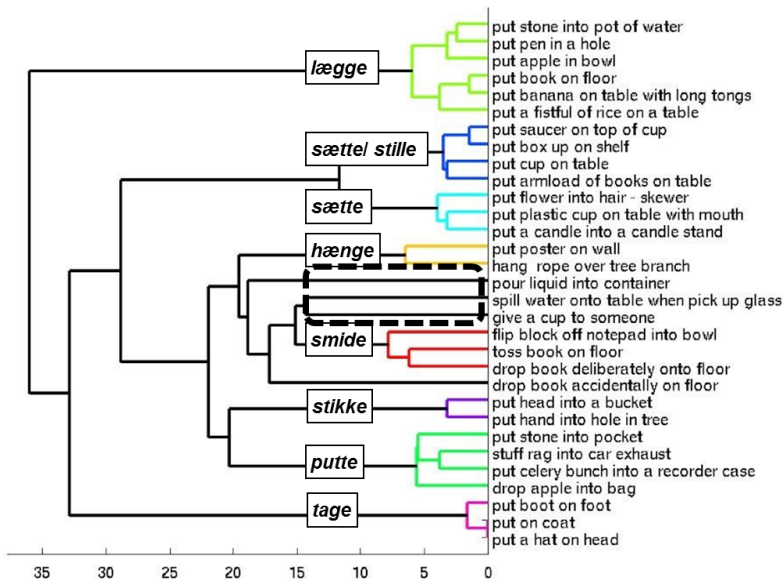 put stone into pot of water
put pen in a hole
put apple in bowl
lægge
put book on floor
put banana on table with long tongs
put a fistful of rice on a table
put saucer on top of cup
sætte/ stille
put box up on shelf
put cup on table
put armload of books on table
put flower into hair - skewer
sætte
put plastic cup on table with mouth
put a candle into a candle stand
hænge
put poster on wall
hang rope over tree branch
pour liquid into container
spill water onto table when pick up glass
give a cup to someone
smide
flip block off notepad into bowl
toss book on floor
drop book deliberately onto floor
drop book accidentally on floor
stikke
put head into a bucket
put hand into hole in tree
put stone into pocket
stuff rag into car exhaust
putte
put celery bunch into a recorder case
drop apple into bag
tage
put boot on foot
put on coat
put a hat on head
35 30 25 20 15 10 5 0